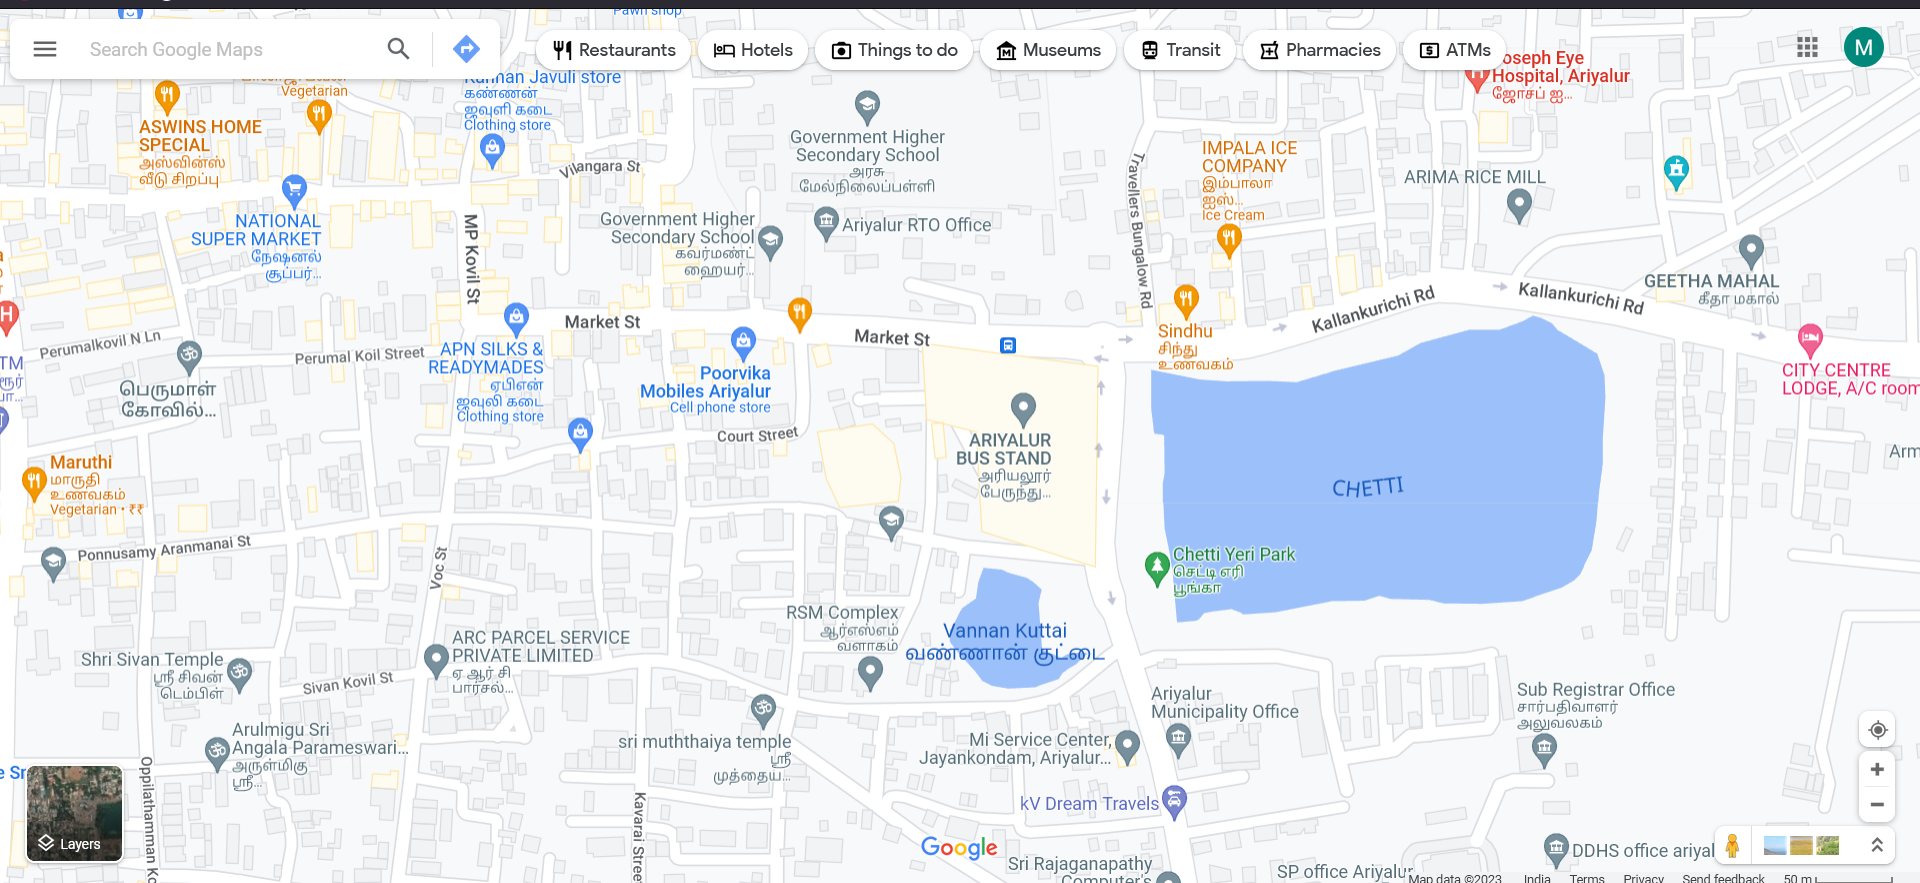 Pawn shop
Search Google Maps
Restaurants
Hotels
Things to do
Museums
Transit
Pharmacies
ATMs
M
Vegetarian
Kannan Javuli store
கண்ணன்
ஜவுளி கடை
Clothing store
Joseph Eye
Hospital, Ariyalur
ஜோசப் ஐ...
ASWINS HOME
SPECIAL
அஸ்வின்ஸ்
வீடு சிறப்பு
Vilangara St
Government Higher
Secondary School
அரசு
மேல்நிலைப்பள்ளி
Travellers Bungalow Rd
IMPALA ICE
COMPANY
இம்பாலா
ஐஸ்...
Ice Cream
ARIMA RICE MILL
NATIONAL
SUPER MARKET
நேஷனல்
சூப்பர்...
MP Kovil St
Government Higher
Secondary School
கவர்மண்ட்
ஹையர்...
Ariyalur RTO Office
GEETHA MAHAL
கீதா மகால்
Kallankurichi Rd
Kallankurichi Rd
Market St
Market St
Sindhu
சிந்து
உணவகம்
Perumalkovil N Ln
Perumal Koil Street
பெருமாள்
கோவில்...
APN SILKS &
READYMADES
ஏபிஎன்
ஜவுலி கடை
Clothing store
Poorvika
Mobiles Ariyalur
Cell phone store
CITY CENTRE
LODGE, A/C room
Court Street
ARIYALUR
BUS STAND
அரியலூர்
பேருந்து...
CHETTI
Arm
Maruthi
மாருதி
உணவகம்
Vegetarian • ₹₹
Ponnusamy Aranmanai St
Voc St
Chetti Yeri Park
செட்டி எரி
பூங்கா
RSM Complex
ஆர்எஸ்எம்
வளாகம்
Vannan Kuttai
வண்ணான் குட்டை
ARC PARCEL SERVICE
PRIVATE LIMITED
ஏ ஆர் சி
பார்சல்...
Shri Sivan Temple
ஸ்ரீ சிவன்
டெம்பிள்
Sivan Kovil St
Ariyalur
Municipality Office
Sub Registrar Office
சார்பதிவாளர்
அலுவலகம்
Arulmigu Sri
Angala Parameswari...
அருள்மிகு
ஸ்ரீ...
sri muththaiya temple
ஸ்ரீ
முத்தைய...
Mi Service Center,
Jayankondam, Ariyalur...
Oppilathamman K
Kavarai Street
kV Dream Travels
Layers
Google
Sri Rajaganapathy
Computer's
SP office Ariyalur
DDHS office ariyal
Map data ©2023
India
Terms
Privacy
Send feedback
50 m